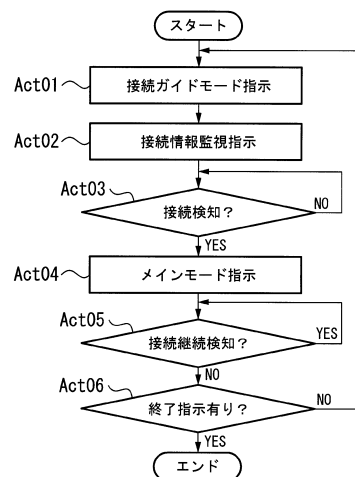 スタート
Act01
接続ガイドモード指示
Act02
接続情報監視指示
Act03
接続検知？
NO
YES
Act04
メインモード指示
Act05
接続継続検知？
YES
NO
Act06
終了指示有り？
NO
YES
エンド